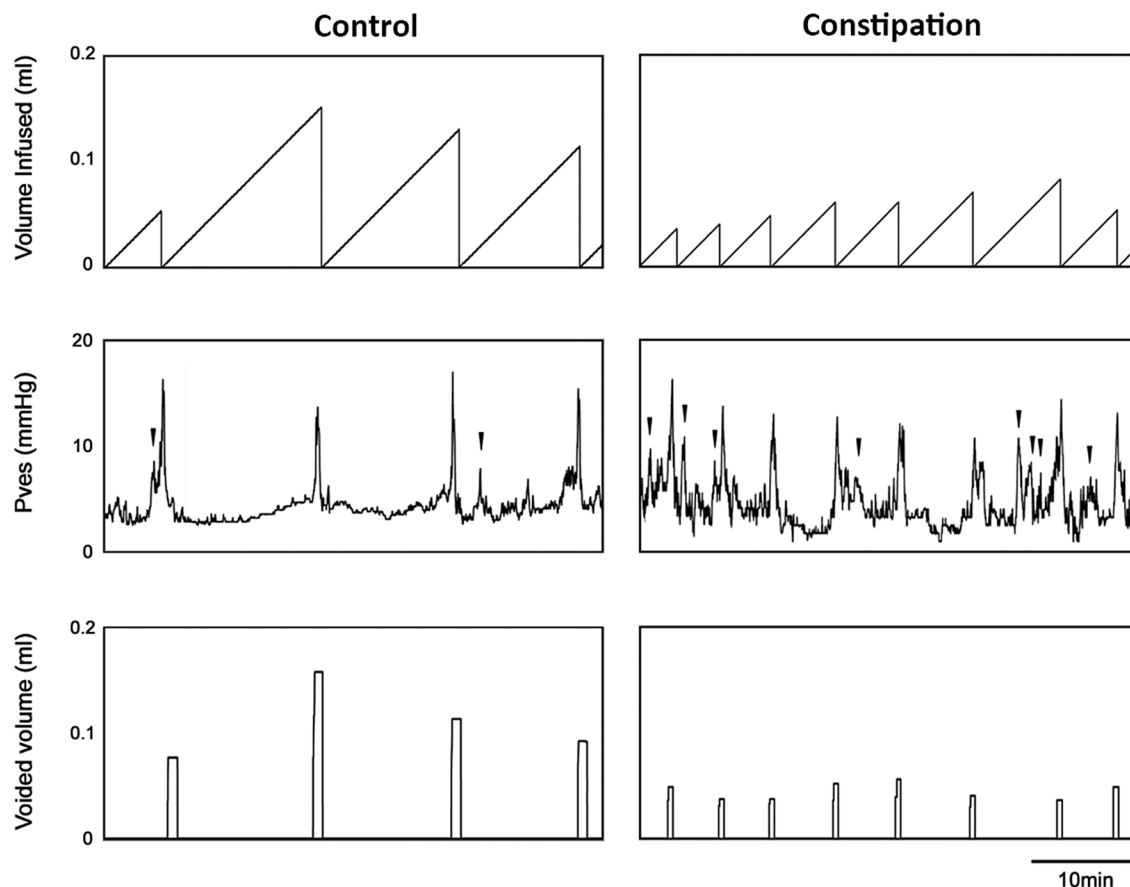 Control
Constipation
Volume Infused (ml)
0.2
0.1
0
Pves (mmHg)
20
10
0
Voided volume (ml)
0.2
0.1
0
10min